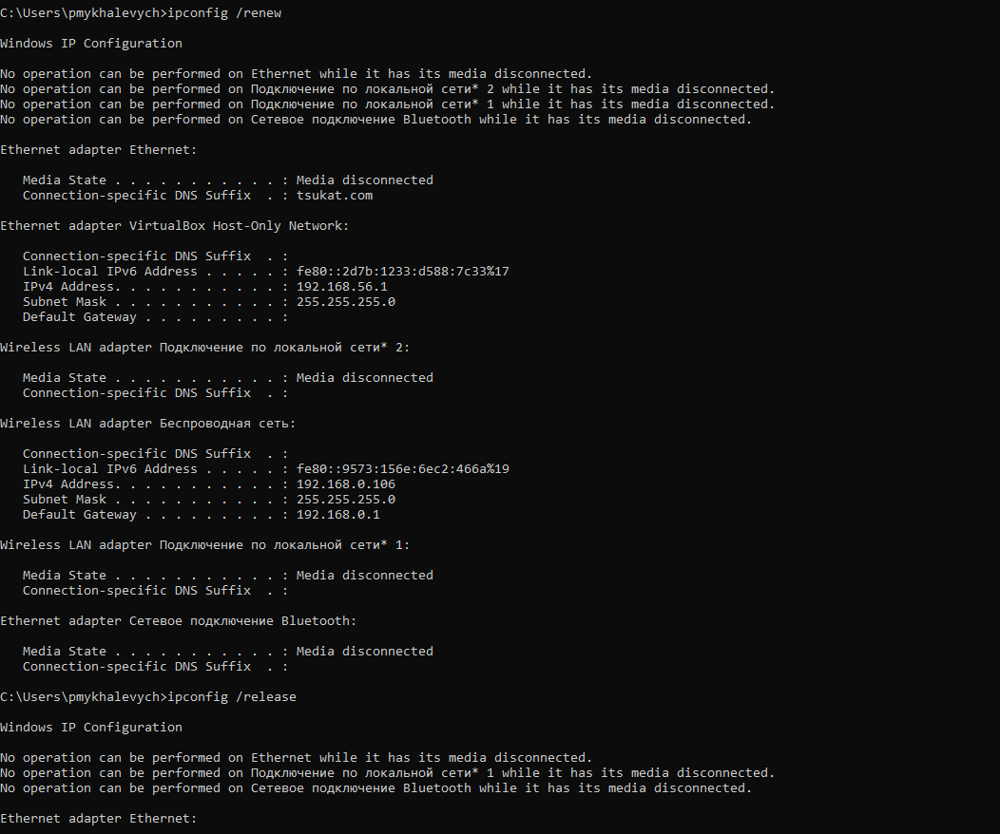 C:\Users\pmykhalevych>ipconfig /renew
Windows IP Configuration
No operation can be performed on Ethernet while it has its media disconnected.
No operation can be performed on Подключение по локальной сети* 2 while it has its media disconnected.
No operation can be performed on Подключение по локальной сети* 1 while it has its media disconnected.
No operation can be performed on Сетевое подключение Bluetooth while it has its media disconnected.
Ethernet adapter Ethernet:
Media State . . . . . . . . . . . : Media disconnected
Connection-specific DNS Suffix  . : tsukat.com
Ethernet adapter VirtualBox Host-Only Network:
Connection-specific DNS Suffix  . :
Link-local IPv6 Address . . . . . : fe80::2d7b:1233:d588:7c33%17
IPv4 Address. . . . . . . . . . . : 192.168.56.1
Subnet Mask . . . . . . . . . . . : 255.255.255.0
Default Gateway . . . . . . . . . :
Wireless LAN adapter Подключение по локальной сети* 2:
Media State . . . . . . . . . . . : Media disconnected
Connection-specific DNS Suffix  . :
Wireless LAN adapter Беспроводная сеть:
Connection-specific DNS Suffix  . :
Link-local IPv6 Address . . . . . : fe80::9573:156e:6ec2:466a%19
IPv4 Address. . . . . . . . . . . : 192.168.0.106
Subnet Mask . . . . . . . . . . . : 255.255.255.0
Default Gateway . . . . . . . . . : 192.168.0.1
Wireless LAN adapter Подключение по локальной сети* 1:
Media State . . . . . . . . . . . : Media disconnected
Connection-specific DNS Suffix  . :
Ethernet adapter Сетевое подключение Bluetooth:
Media State . . . . . . . . . . . : Media disconnected
Connection-specific DNS Suffix  . :
C:\Users\pmykhalevych>ipconfig /release
Windows IP Configuration
No operation can be performed on Ethernet while it has its media disconnected.
No operation can be performed on Подключение по локальной сети* 1 while it has its media disconnected.
No operation can be performed on Сетевое подключение Bluetooth while it has its media disconnected.
Ethernet adapter Ethernet: